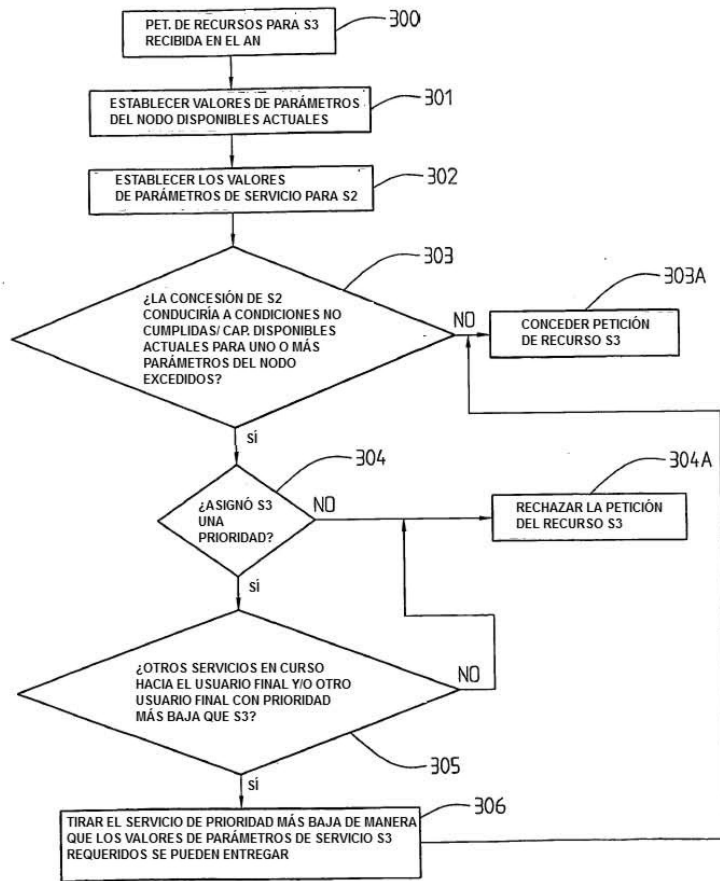 PET. DE RECURSOS PARA S3
RECIBIDA EN EL AN
300
ESTABLECER VALORES DE PARÁMETROS
DEL NODO DISPONIBLES ACTUALES
301
ESTABLECER LOS VALORES
DE PARÁMETROS DE SERVICIO PARA S2
302
303
¿LA CONCESIÓN DE S2
CONDUCIRÍA A CONDICIONES NO
CUMPLIDAS/ CAP. DISPONIBLES
ACTUALES PARA UNO O MÁS
PARÁMETROS DEL NODO
EXCEDIDOS?
NO
303A
CONCEDER PETICIÓN
DE RECURSO S3
SÍ
304
¿ASIGNÓ S3
UNA
PRIORIDAD?
NO
304A
RECHAZAR LA PETICIÓN
DEL RECURSO S3
SÍ
¿OTROS SERVICIOS EN CURSO
HACIA EL USUARIO FINAL Y/O OTRO
USUARIO FINAL CON PRIORIDAD
MÁS BAJA QUE S3?
NO
305
SÍ
306
TIRAR EL SERVICIO DE PRIORIDAD MÁS BAJA DE MANERA
QUE LOS VALORES DE PARÁMETROS DE SERVICIO S3
REQUERIDOS SE PUEDEN ENTREGAR